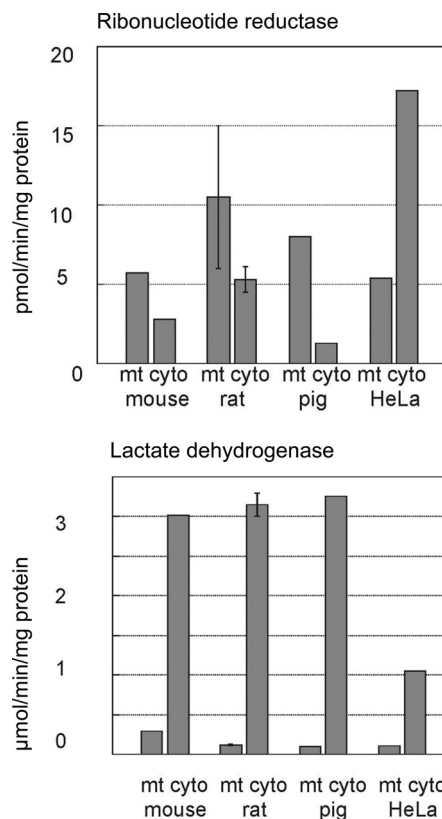 Ribonucleotide reductase
20
15
10
5
0
pmol/min/mg protein
mt cyto mt cyto mt cyto mt cyto
mouse rat pig HeLa
Lactate dehydrogenase
3
2
1
0
µmol/min/mg protein
mt cyto mt cyto mt cyto mt cyto
mouse rat pig HeLa